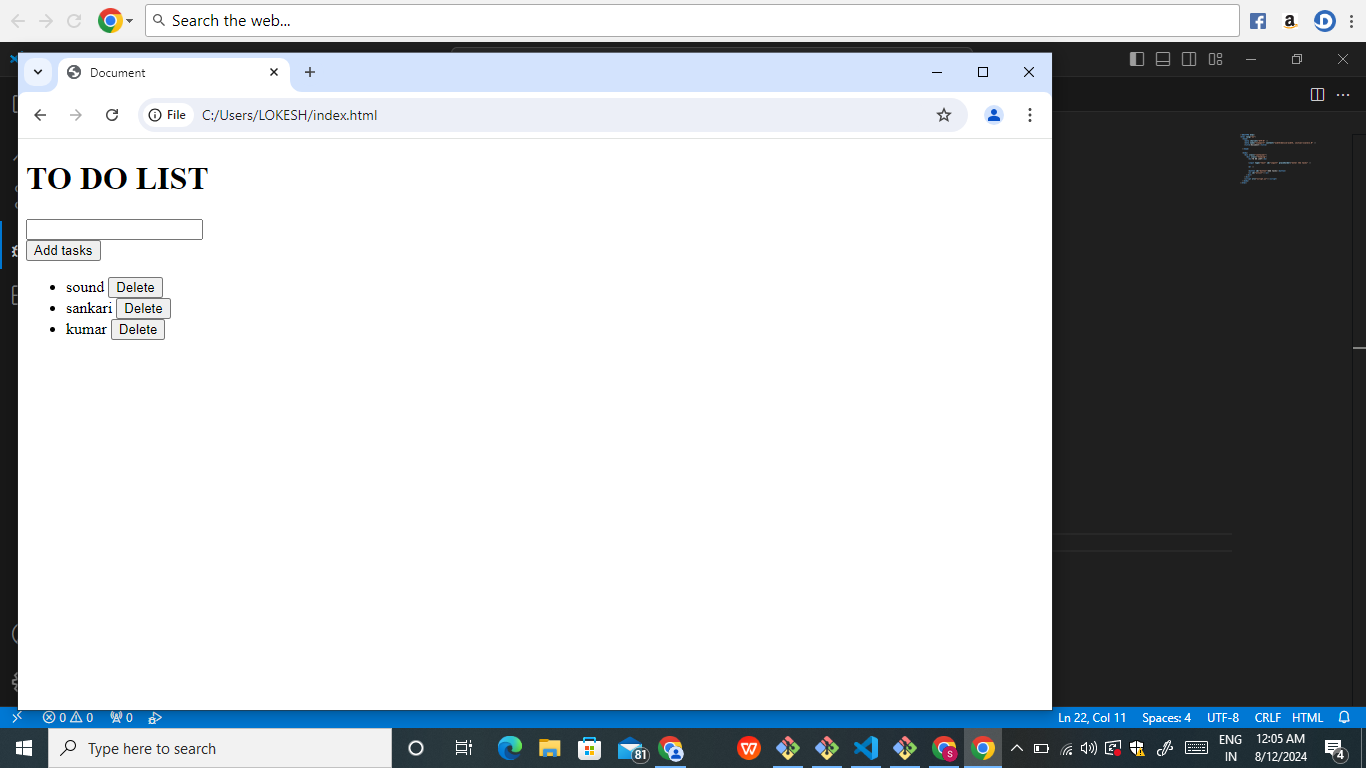 Search the web...
Document
File C:/Users/LOKESH/index.html
TO DO LIST
Add tasks
sound Delete
sankari Delete
kumar Delete
0 0 0 Ln 22, Col 11 Spaces: 4 UTF-8 CRLF HTML
Type here to search
81
ENG
IN
12:05 AM
8/12/2024
4